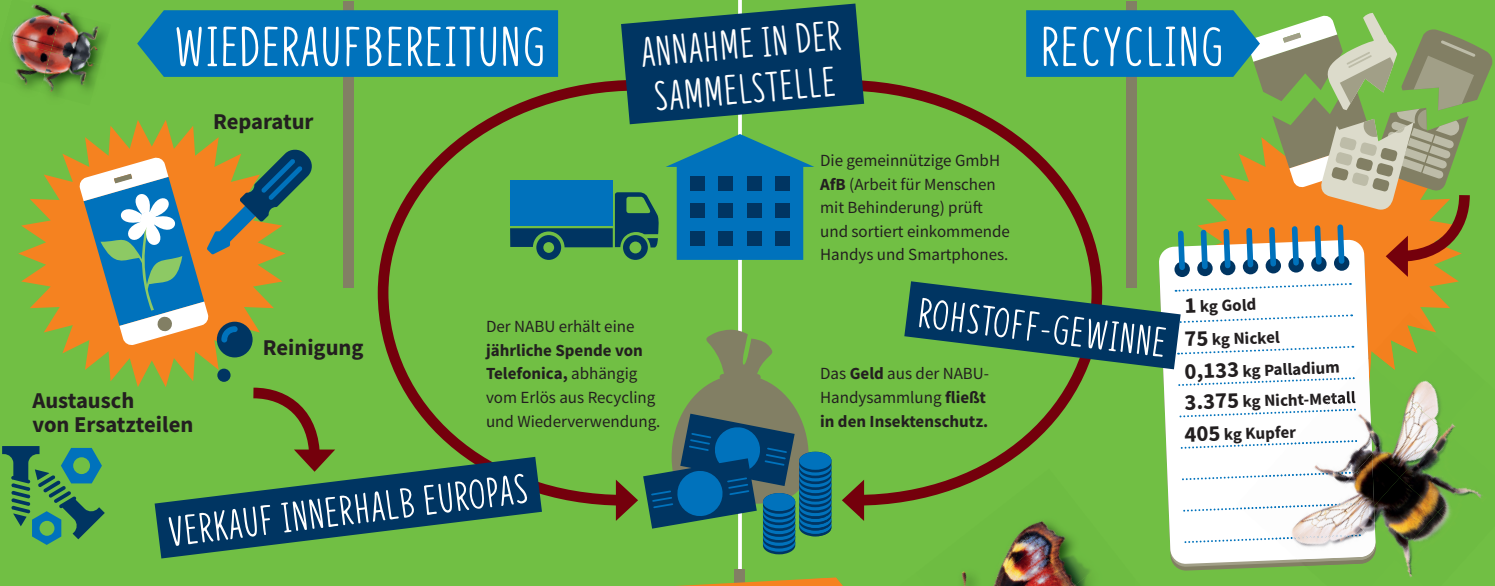 WIEDERAUFBEREITUNG
ANNAHME IN DER
SAMMELSTELLE
RECYCLING
Reparatur
Reinigung
Austausch
von Ersatzteilen
VERKAUF INNERHALB EUROPAS
Die gemeinnützige GmbH
AfB (Arbeit für Menschen
mit Behinderung) prüft
und sortiert einkommende
Handys und Smartphones.
Der NABU erhält eine
jährliche Spende von
Telefonica, abhängig
vom Erlös aus Recycling
und Wiederverwendung.
Das Geld aus der NABU-
Handysammlung fließt
in den Insektenschutz.
ROHSTOFF-GEWINNE
1 kg Gold
75 kg Nickel
0,133 kg Palladium
3.375 kg Nicht-Metall
405 kg Kupfer